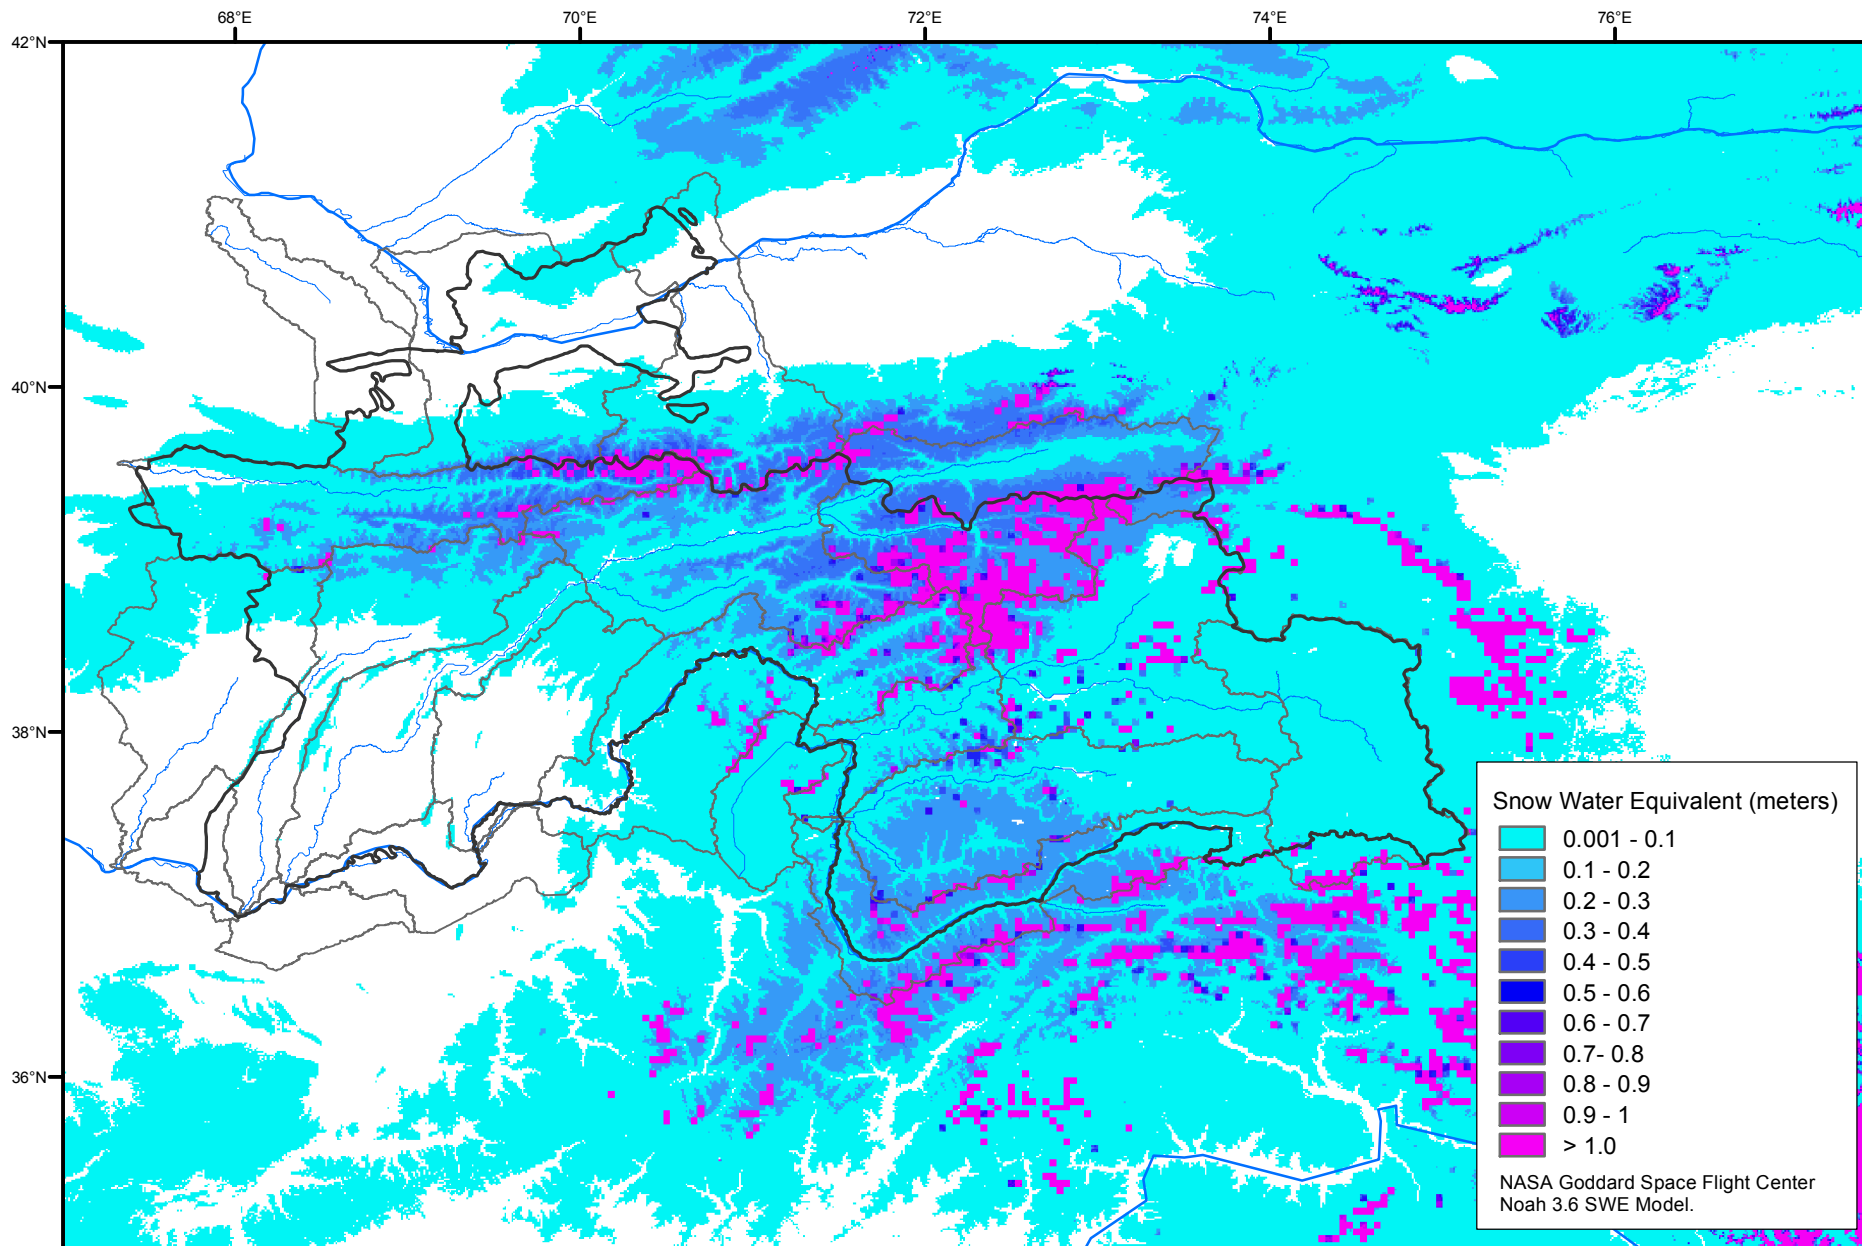 68°E
70°E
72°E
74°E
76°E
42°N
40°N
38°N
36°N
Snow Water Equivalent (meters)
0.001 - 0.1
0.1 - 0.2
0.2 - 0.3
0.3 - 0.4
0.4 - 0.5
0.5 - 0.6
0.6 - 0.7
0.7- 0.8
0.8 - 0.9
0.9 - 1
> 1.0
NASA Goddard Space Flight Center
Noah 3.6 SWE Model.